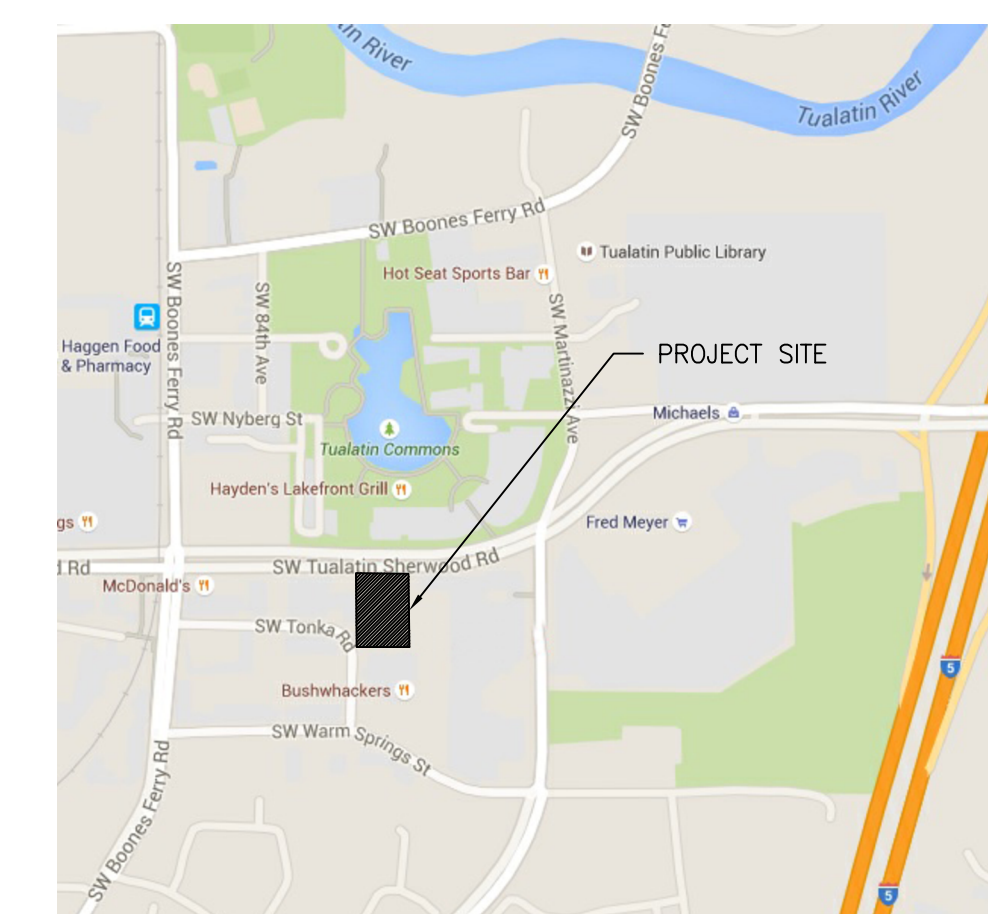 in River
SW Boones Fe
Tualatin River
SW Boones Ferry Rd
Tualatin Public Library
Hot Seat Sports Bar
SW Boones Ferry Rd
SW 84th Ave
SW Martinazzi Ave
Haggen Food
& Pharmacy
PROJECT SITE
Michaels
SW Nyberg St
Tualatin Commons
Hayden's Lakefront Grill
gs
Fred Meyer
d Rd
SW Tualatin Sherwood Rd
McDonald's
SW Tonka Rd
5
Bushwhackers
SW Warm Springs St
SW Boones Ferry Rd
5